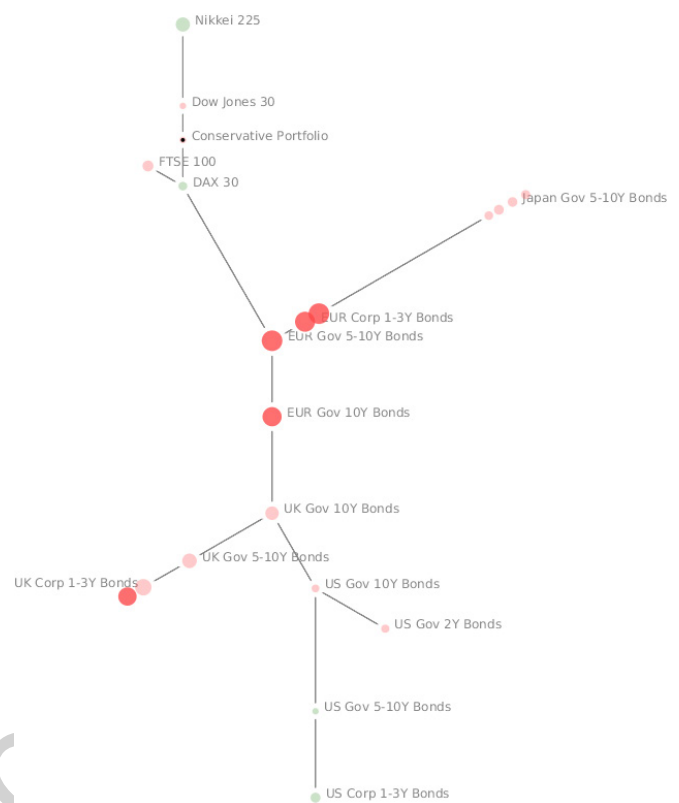 Nikkei 225
Dow Jones 30
Conservative Portfolio
FTSE 100
DAX 30
Japan Gov 5-10Y Bonds
EUR Corp 1-3Y Bonds
EUR Gov 5-10Y Bonds
EUR Gov 10Y Bonds
UK Gov 10Y Bonds
UK Gov 5-10Y Bonds
UK Corp 1-3Y Bonds
US Gov 10Y Bonds
US Gov 2Y Bonds
US Gov 5-10Y Bonds
US Corp 1-3Y Bonds